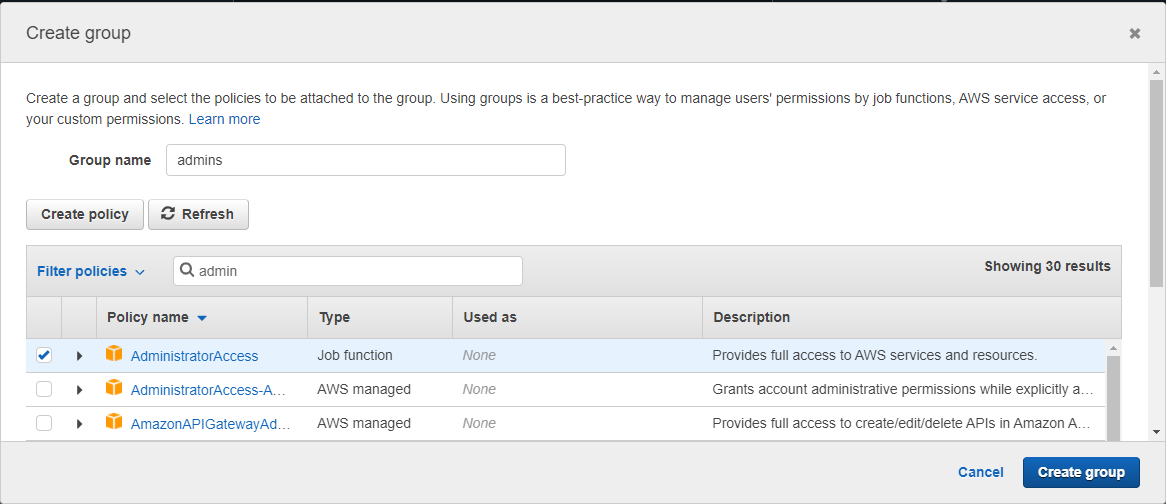 Create group
Create a group and select the policies to be attached to the group. Using groups is a best-practice way to manage users' permissions by job functions, AWS service access, or
your custom permissions. Learn more
Group name admins
Create policy Refresh
Filter policies admin Showing 30 results
Policy name Type Used as Description
AdministratorAccess Job function None Provides full access to AWS services and resources.
AdministratorAccess-A... AWS managed None Grants account administrative permissions while explicitly a...
AmazonAPIGatewayAd... AWS managed None Provides full access to create/edit/delete APIs in Amazon A...
Cancel Create group